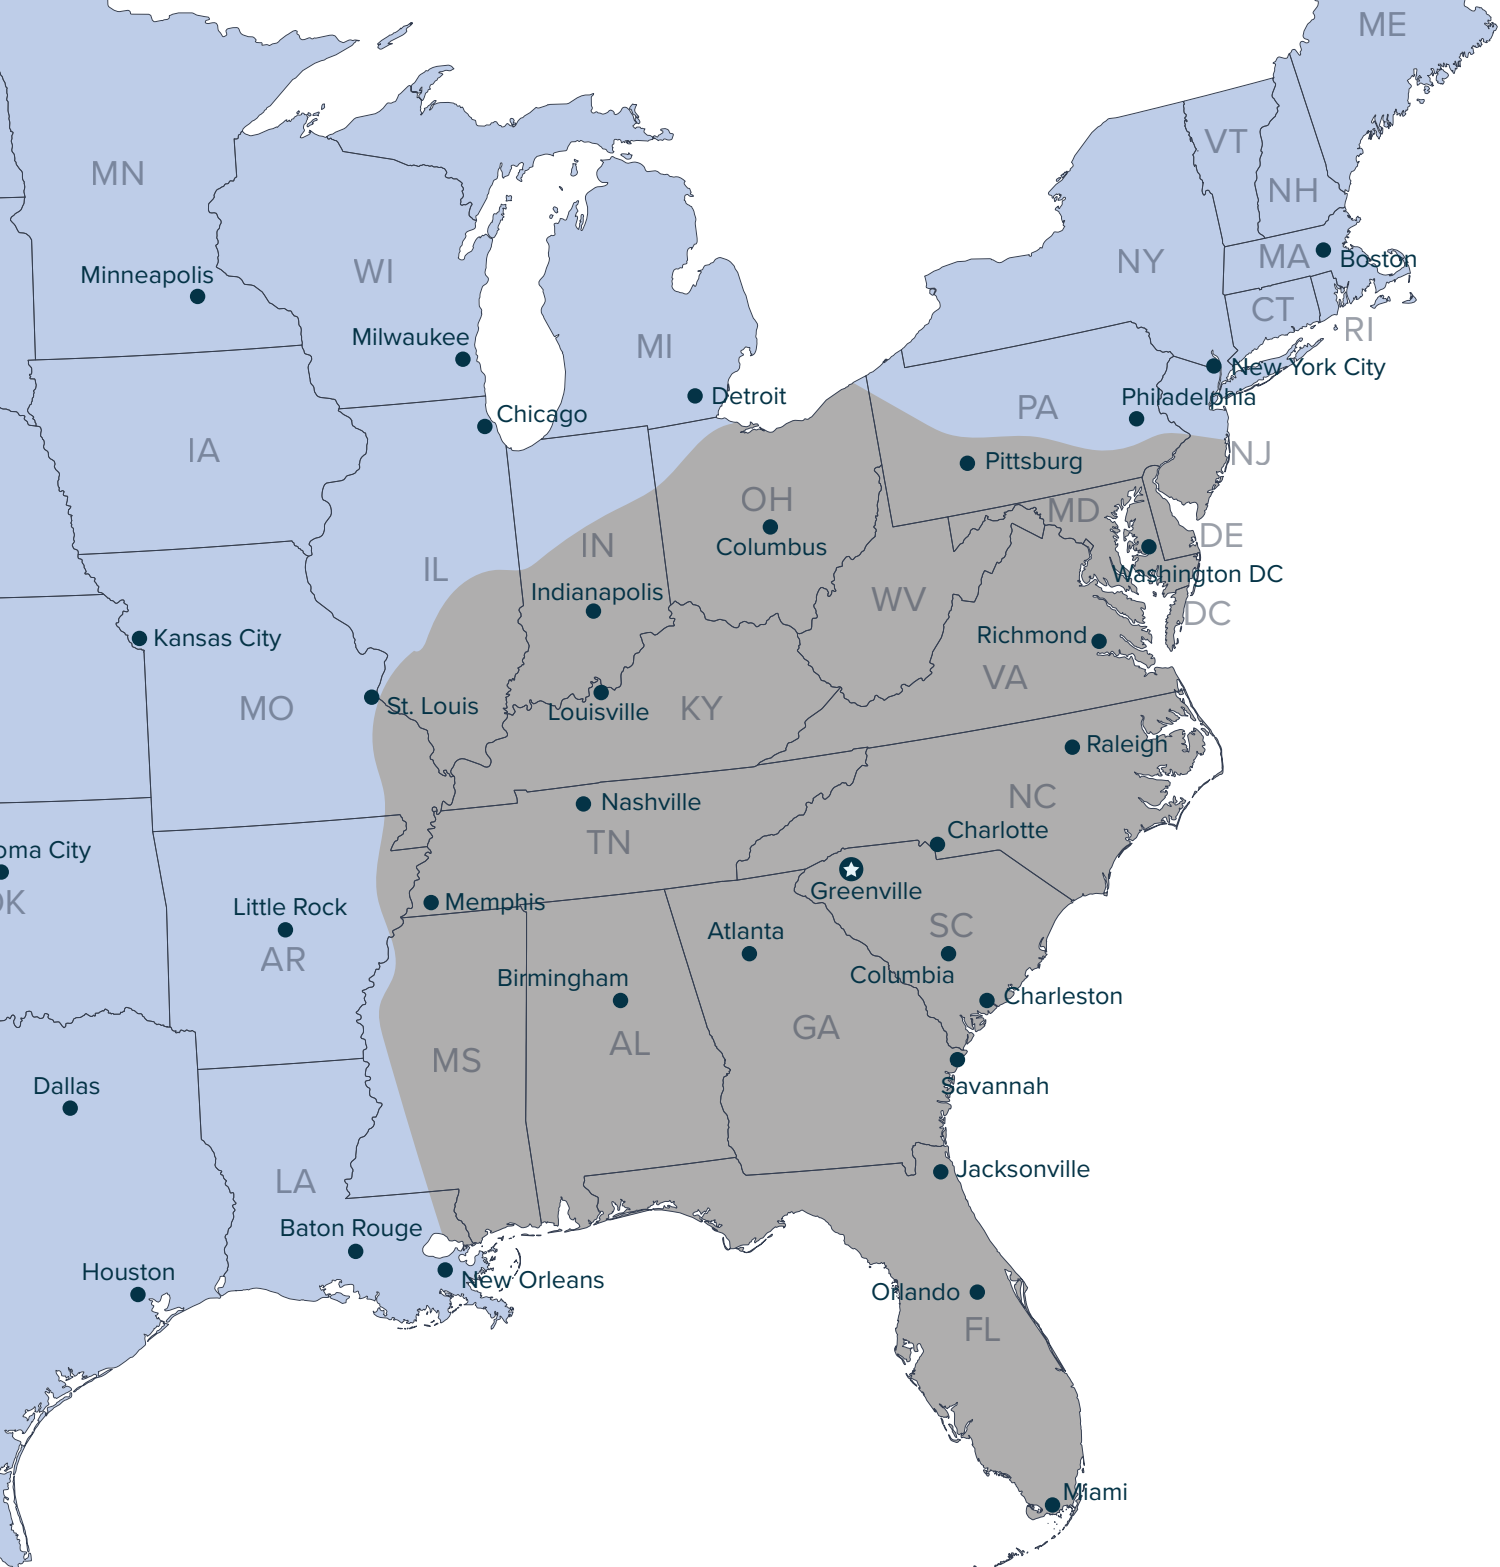 ME
VT
MN
NH
NY
MA
Boston
WI
Minneapolis
CT
RI
Milwaukee
MI
New York City
Detroit
Philadelphia
PA
Chicago
IA
NJ
Pittsburg
OH
MD
DE
Columbus
IN
IL
Washington DC
Indianapolis
WV
DC
Richmond
Kansas City
VA
St. Louis
MO
Louisville
KY
Raleigh
NC
Nashville
Charlotte
TN
oma City
Greenville
OK
Memphis
Little Rock
SC
Atlanta
AR
Columbia
Birmingham
Charleston
GA
AL
MS
Dallas
Savannah
Jacksonville
LA
Baton Rouge
Houston
New Orleans
Orlando
FL
Miami